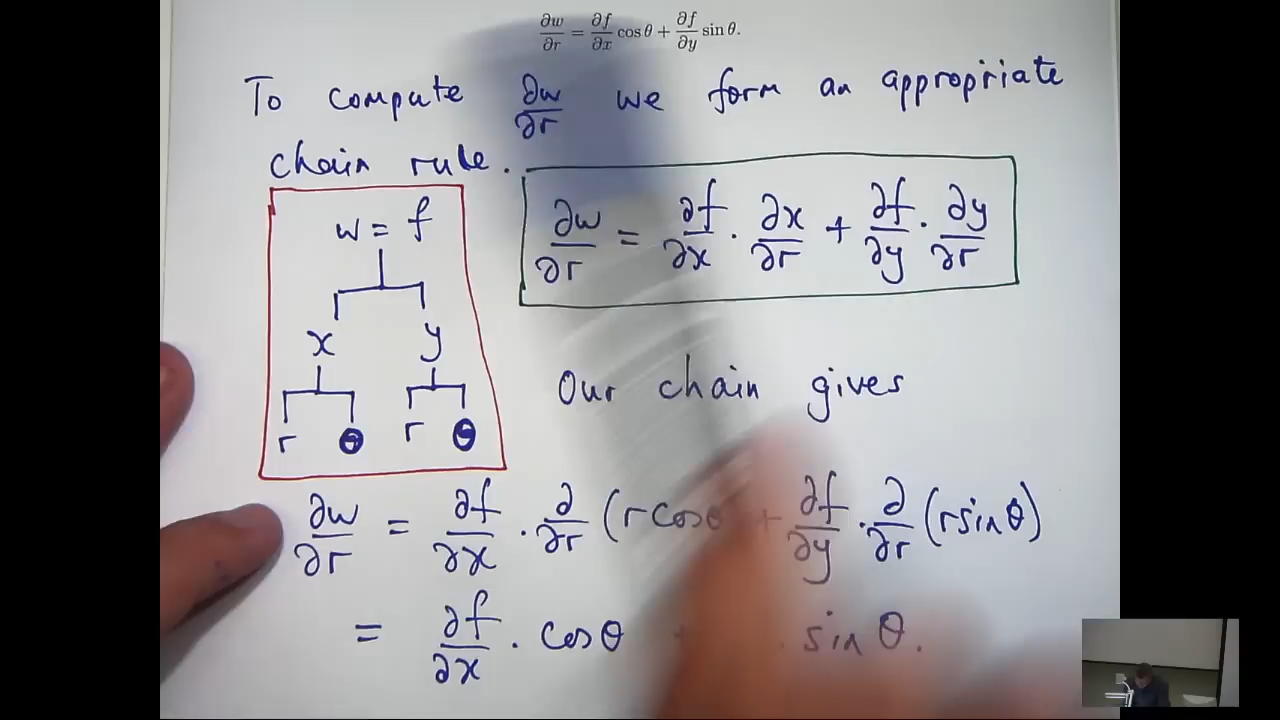 ∂w/∂r = ∂f/∂x cos θ + ∂f/∂y sin θ.
To compute ∂w/∂r we form an appropriate
chain rule.
∂w/∂r = ∂f/∂x · ∂x/∂r + ∂f/∂y · ∂y/∂r
w = f
x y
r θ r θ
Our chain gives
∂w/∂r = ∂f/∂x · ∂/∂r (r cos θ + ∂f/∂y · ∂/∂r (r sin θ)
= ∂f/∂x · cos θ + · sin θ.